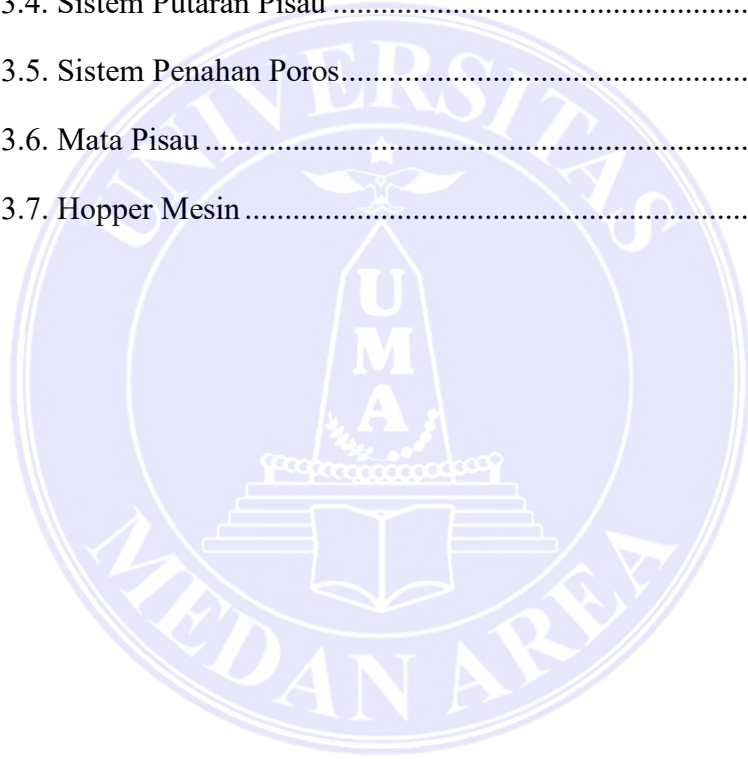 3.4. Sistem Putaran Pisau ........................................................
3.5. Sistem Penahan Poros........................................................
3.6. Mata Pisau ........................................................................
3.7. Hopper Mesin ...................................................................
UNIVERSITAS
UMA
MEDAN AREA